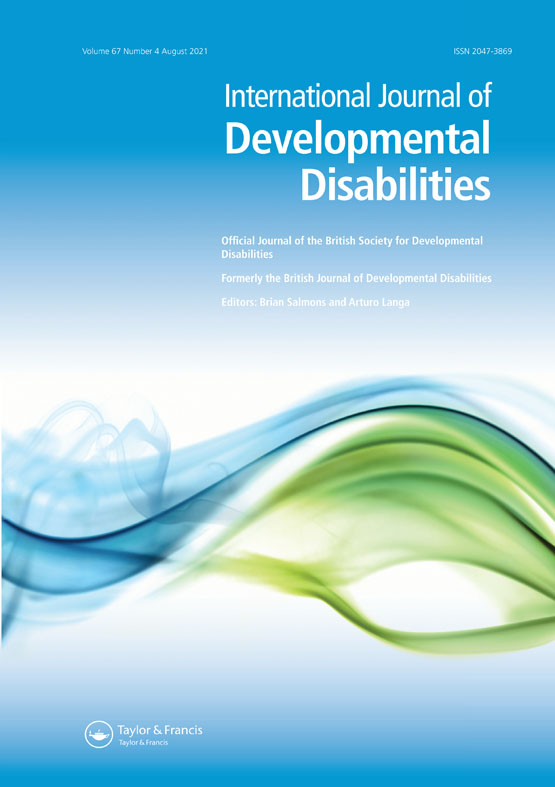 Volume 67 Number 4 August 2021
ISSN 2047-3869
International Journal of
Developmental
Disabilities
Official Journal of the British Society for Developmental
Disabilities
Formerly the British Journal of Developmental Disabilities
Editors: Brian Salmons and Arturo Langa
Taylor & Francis
Taylor & Francis